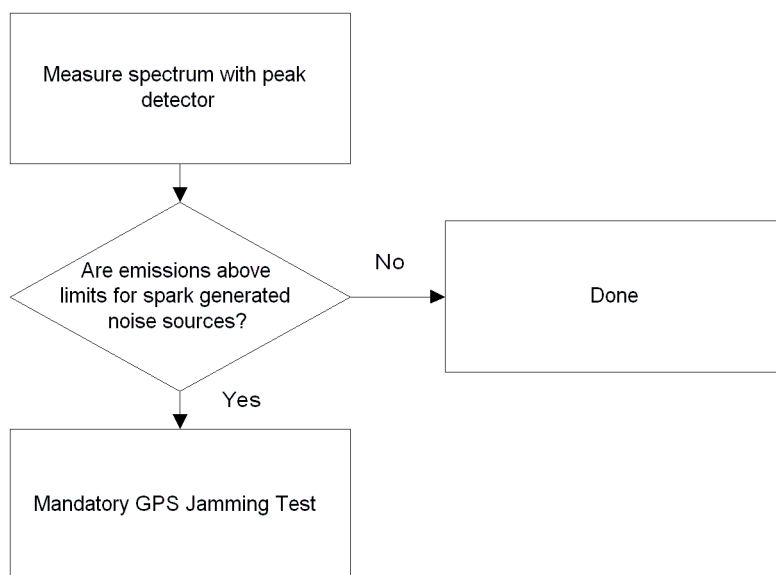 Measure spectrum with peak
detector
Are emissions above
limits for spark generated
noise sources?
No
Done
Yes
Mandatory GPS Jamming Test